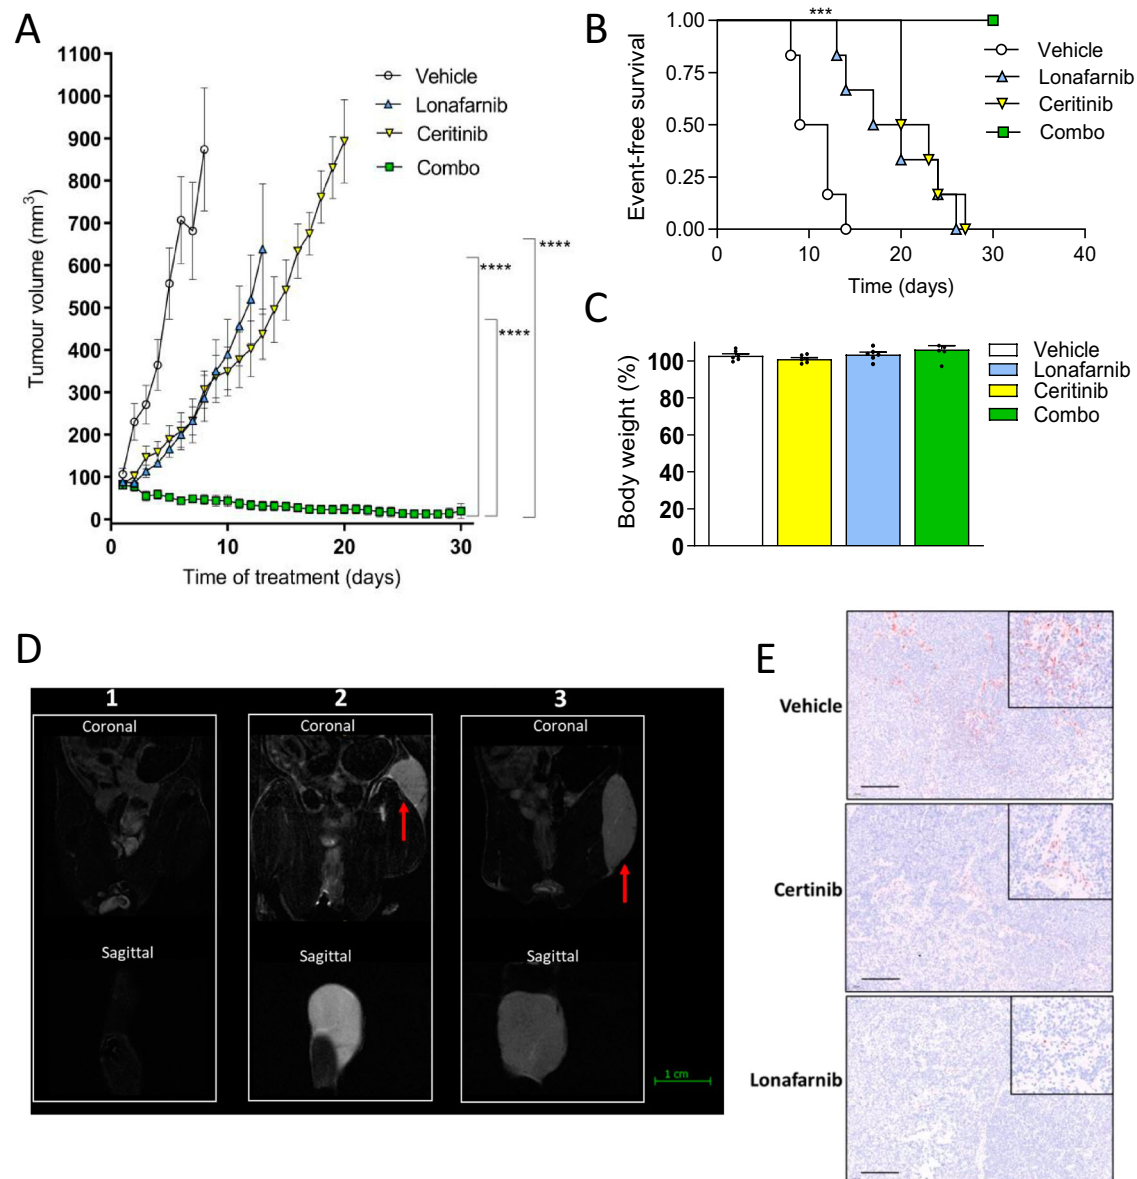 A
Tumour volume (mm³)
1100
1000
900
800
700
600
500
400
300
200
100
0
0 10 20 30
Time of treatment (days)
Vehicle
Lonafarnib
Ceritinib
Combo
****
****
****
B
Event-free survival
1.00
0.75
0.50
0.25
0.00
0 10 20 30 40
Time (days)
***
Vehicle
Lonafarnib
Ceritinib
Combo
C
Body weight (%)
100
80
60
40
20
0
Vehicle
Lonafarnib
Ceritinib
Combo
D
1 2 3
Coronal Coronal Coronal
Sagittal Sagittal Sagittal
1 cm
E
Vehicle
Certinib
Lonafarnib